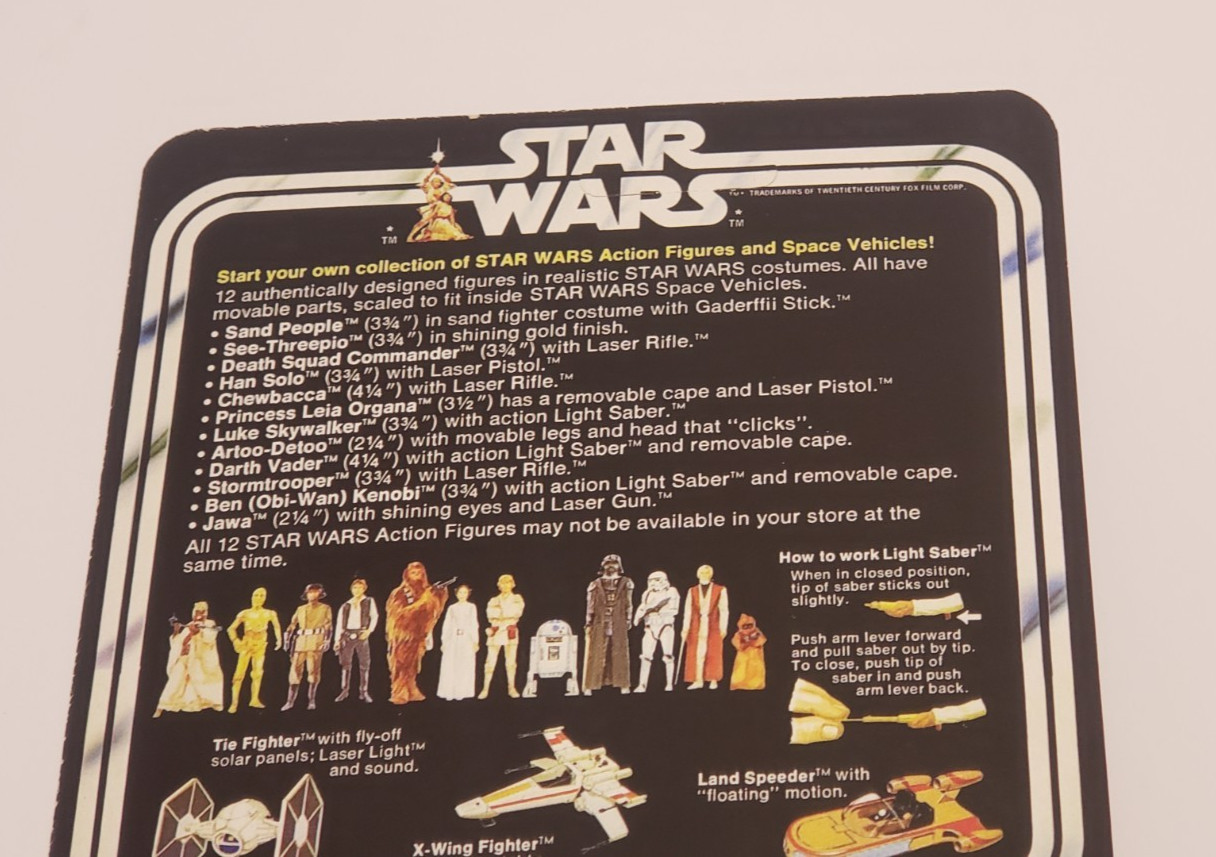 STAR
WARS
™• TRADEMARKS OF TWENTIETH CENTURY FOX FILM CORP.
*
TM
*
TM
Start your own collection of STAR WARS Action Figures and Space Vehicles!
12 authentically designed figures in realistic STAR WARS costumes. All have
movable parts, scaled to fit inside STAR WARS Space Vehicles.
• Sand People™ (3¾″) in sand fighter costume with Gaderffii Stick.™
• See-Threepio™ (3¾″) in shining gold finish.
• Death Squad Commander™ (3¾″) with Laser Rifle.™
• Han Solo™ (3¾″) with Laser Pistol.™
• Chewbacca™ (4¼″) with Laser Rifle.™
• Princess Leia Organa™ (3½″) has a removable cape and Laser Pistol.™
• Luke Skywalker™ (3¾″) with action Light Saber.™
• Artoo-Detoo™ (2¼″) with movable legs and head that “clicks”.
• Darth Vader™ (4¼″) with action Light Saber™ and removable cape.
• Stormtrooper™ (3¾″) with Laser Rifle.™
• Ben (Obi-Wan) Kenobi™ (3¾″) with action Light Saber™ and removable cape.
• Jawa™ (2¼″) with shining eyes and Laser Gun.™
All 12 STAR WARS Action Figures may not be available in your store at the
same time.
How to work Light Saber™
When in closed position,
tip of saber sticks out
slightly.
Push arm lever forward
and pull saber out by tip.
To close, push tip of
saber in and push
arm lever back.
Tie Fighter™ with fly-off
solar panels; Laser Light™
and sound.
Land Speeder™ with
“floating” motion.
X-Wing Fighter™